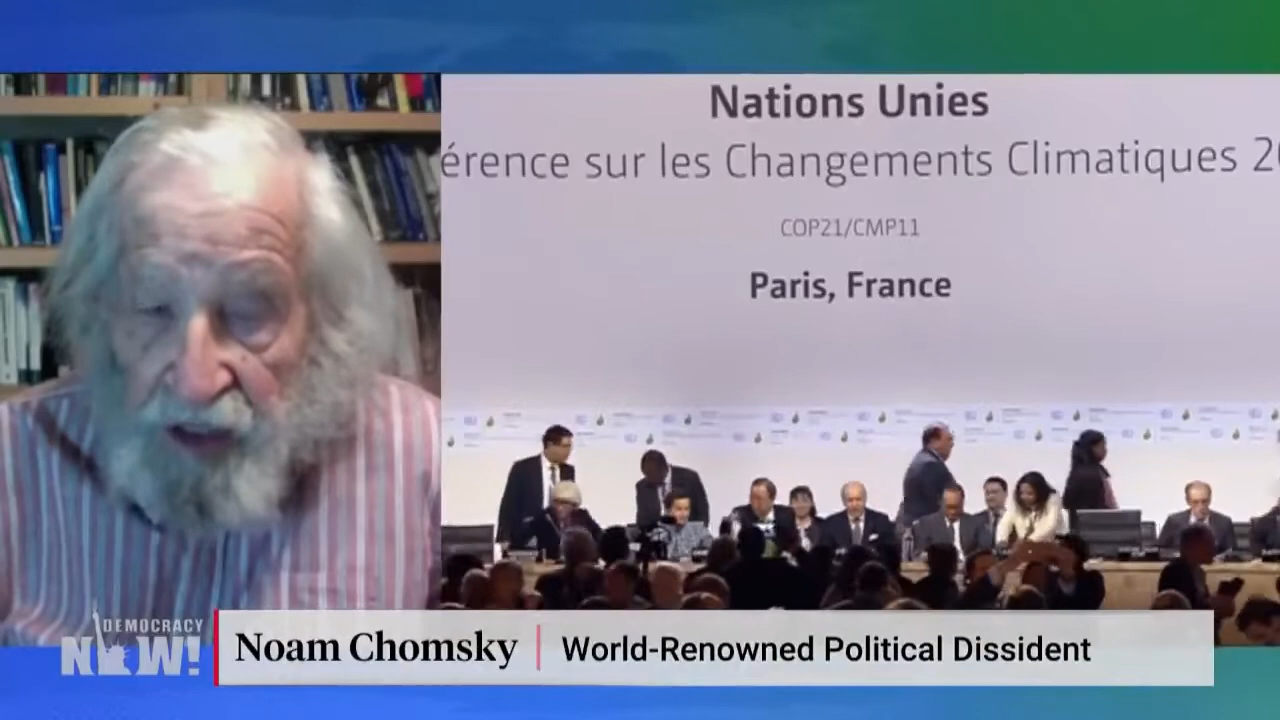 Nations Unies
érence sur les Changements Climatiques 20
COP21/CMP11
Paris, France
DEMOCRACY
NOW!
Noam Chomsky
World-Renowned Political Dissident